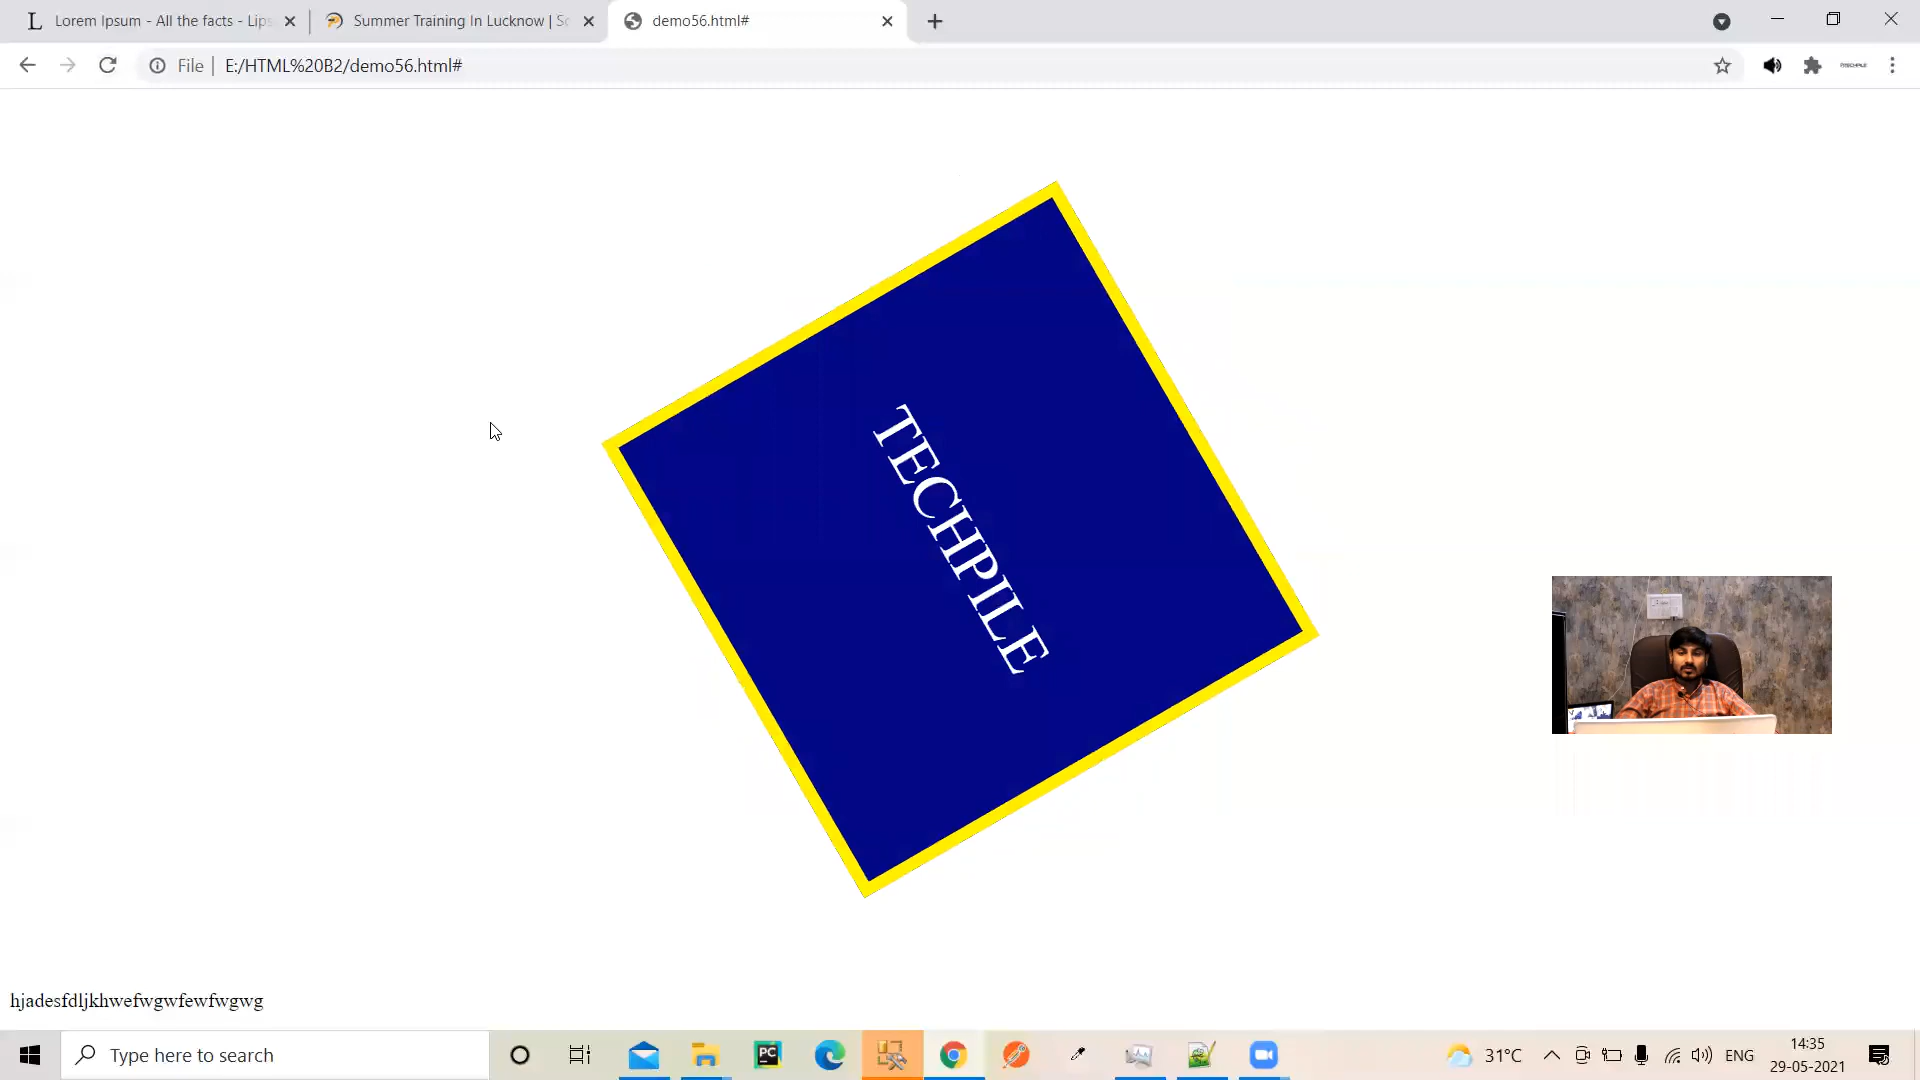 Lorem Ipsum - All the facts - Lips
Summer Training In Lucknow | Sc
demo56.html#
File
E:/HTML%20B2/demo56.html#
TECHPILE
hjadesfdljkhwefwgwfewfwgwg
Type here to search
PC
31°C
ENG
14:35
29-05-2021